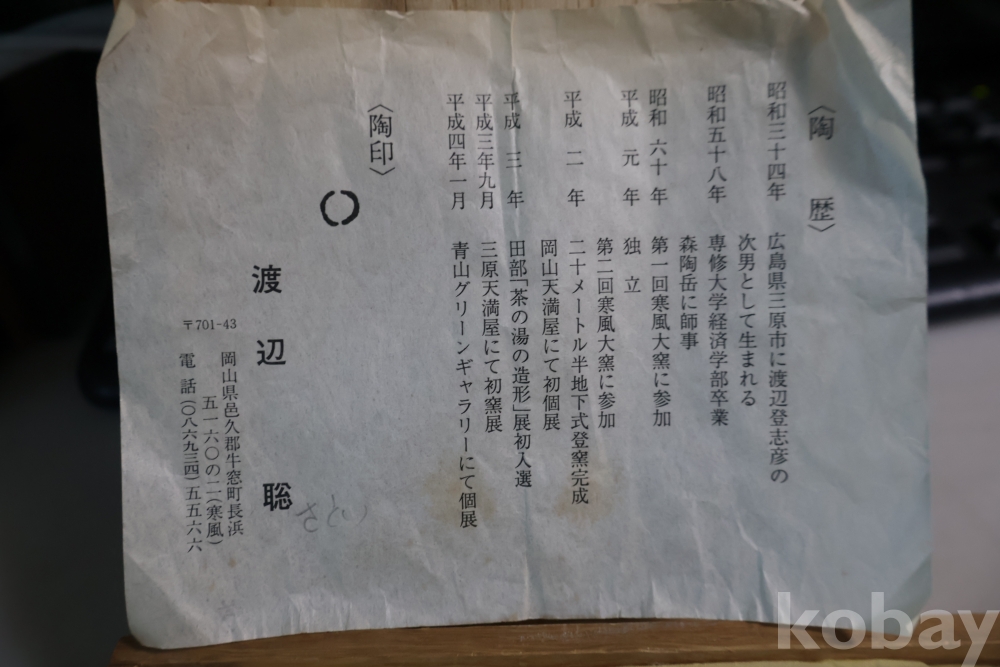 〈陶 歴〉
昭和三十四年 広島県三原市に渡辺登志彦の
次男として生まれる
昭和五十八年 専修大学経済学部卒業
森陶岳に師事
昭和 六十年 第一回寒風大窯に参加
平成 元 年 独 立
第二回寒風大窯に参加
平成 二 年 二十メートル半地下式登窯完成
岡山天満屋にて初個展
平成 三 年 田部「茶の湯の造形」展初入選
平成三年九月 三原天満屋にて初窯展
平成四年一月 青山グリーンギャラリーにて個展
〈陶印〉
渡 辺 聡
さとし
〒701-43
岡山県邑久郡牛窓町長浜
五一六〇の二(寒風)
電 話(〇八六九三四)五五六六
kobay